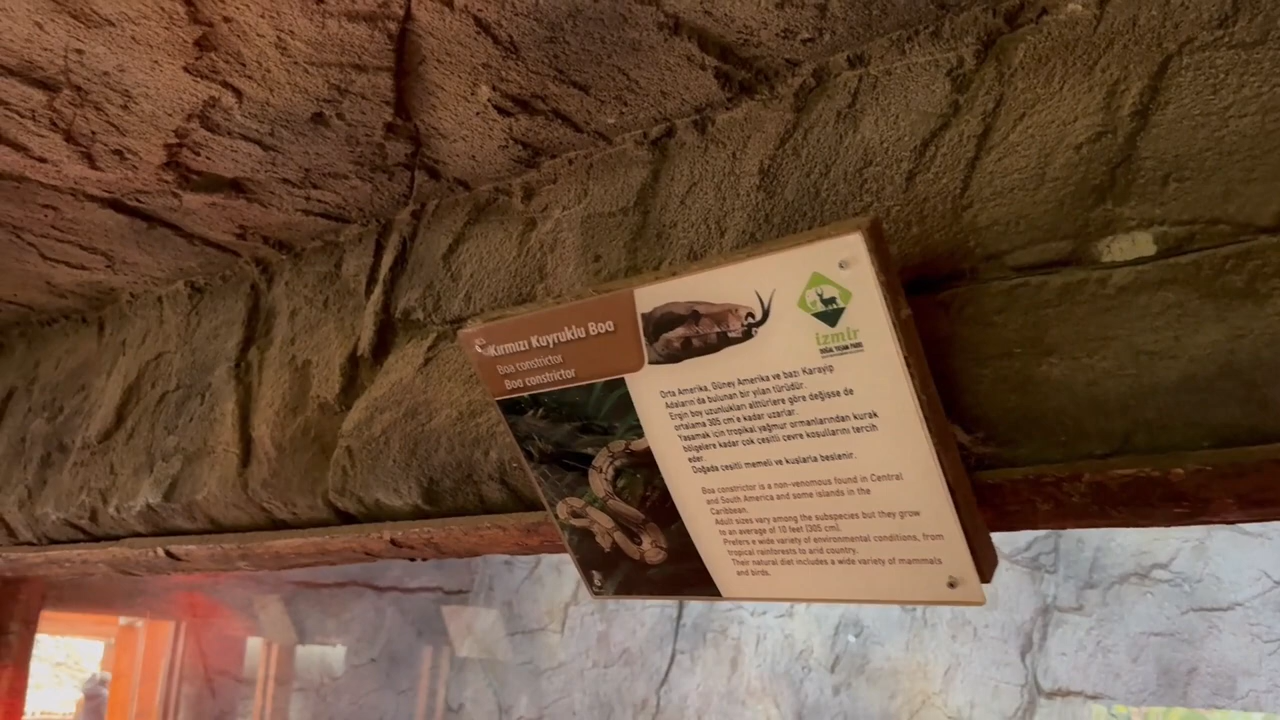 Kırmızı Kuyruklu Boa
Boa constrictor
Boa constrictor
izmir
DOĞAL YAŞAM PARKI
Orta Amerika, Güney Amerika ve bazı Karayip
Adaların'da bulunan bir yılan türüdür.
Ergin boy uzunlukları alttürlere göre değişse de
ortalama 305 cm'e kadar uzarlar.
Yaşamak için tropikal yağmur ormanlarından kurak
bölgelere kadar çok çeşitli çevre koşullarını tercih
eder.
Doğada çeşitli memeli ve kuşlarla beslenir.
Boa constrictor is a non-venomous found in Central
and South America and some islands in the
Caribbean.
Adult sizes vary among the subspecies but they grow
to an average of 10 feet (305 cm).
Prefers e wide variety of environmental conditions, from
tropical rainforests to arid country.
Their natural diet includes a wide variety of mammals
and birds.